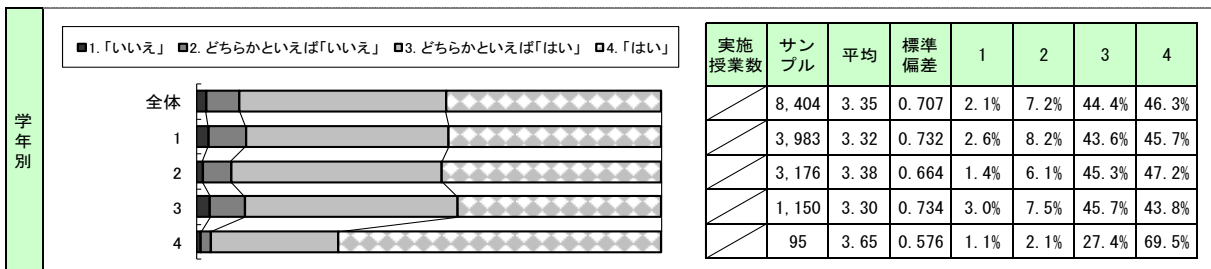 学年別
1.「いいえ」 2.どちらかといえば「いいえ」 3.どちらかといえば「はい」 4.「はい」
全体
1
2
3
4
実施授業数 サンプル 平均 標準偏差 1 2 3 4
8,404 3.35 0.707 2.1% 7.2% 44.4% 46.3%
3,983 3.32 0.732 2.6% 8.2% 43.6% 45.7%
3,176 3.38 0.664 1.4% 6.1% 45.3% 47.2%
1,150 3.30 0.734 3.0% 7.5% 45.7% 43.8%
95 3.65 0.576 1.1% 2.1% 27.4% 69.5%